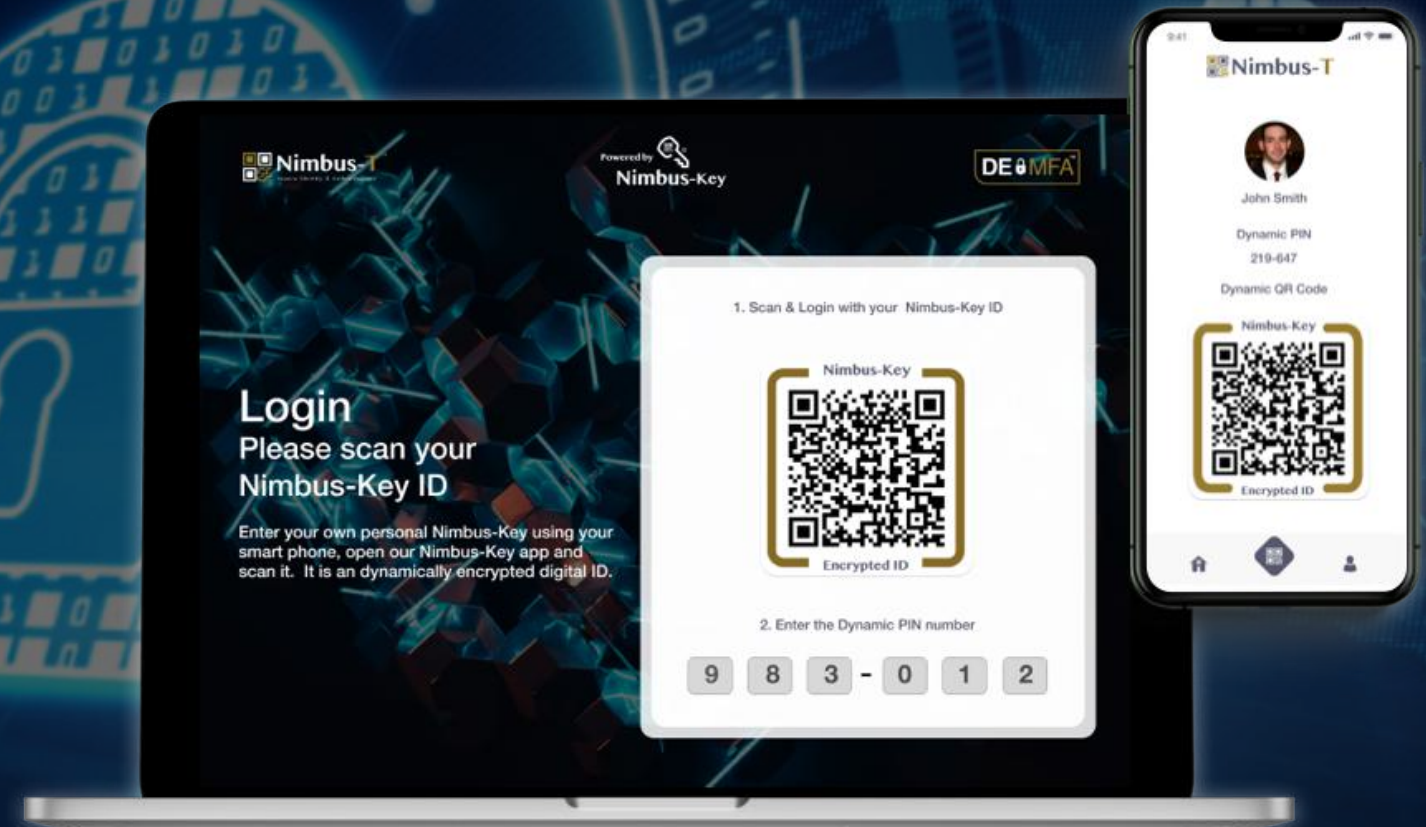 Nimbus-T
Powered by
Nimbus-Key
DE MFA
Login
Please scan your
Nimbus-Key ID
Enter your own personal Nimbus-Key using your
smart phone, open our Nimbus-Key app and
scan it. It is an dynamically encrypted digital ID.
1. Scan & Login with your Nimbus-Key ID
Nimbus-Key
Encrypted ID
2. Enter the Dynamic PIN number
9 8 3 - 0 1 2
9:41
Nimbus-T
John Smith
Dynamic PIN
219-647
Dynamic QR Code
Nimbus-Key
Encrypted ID